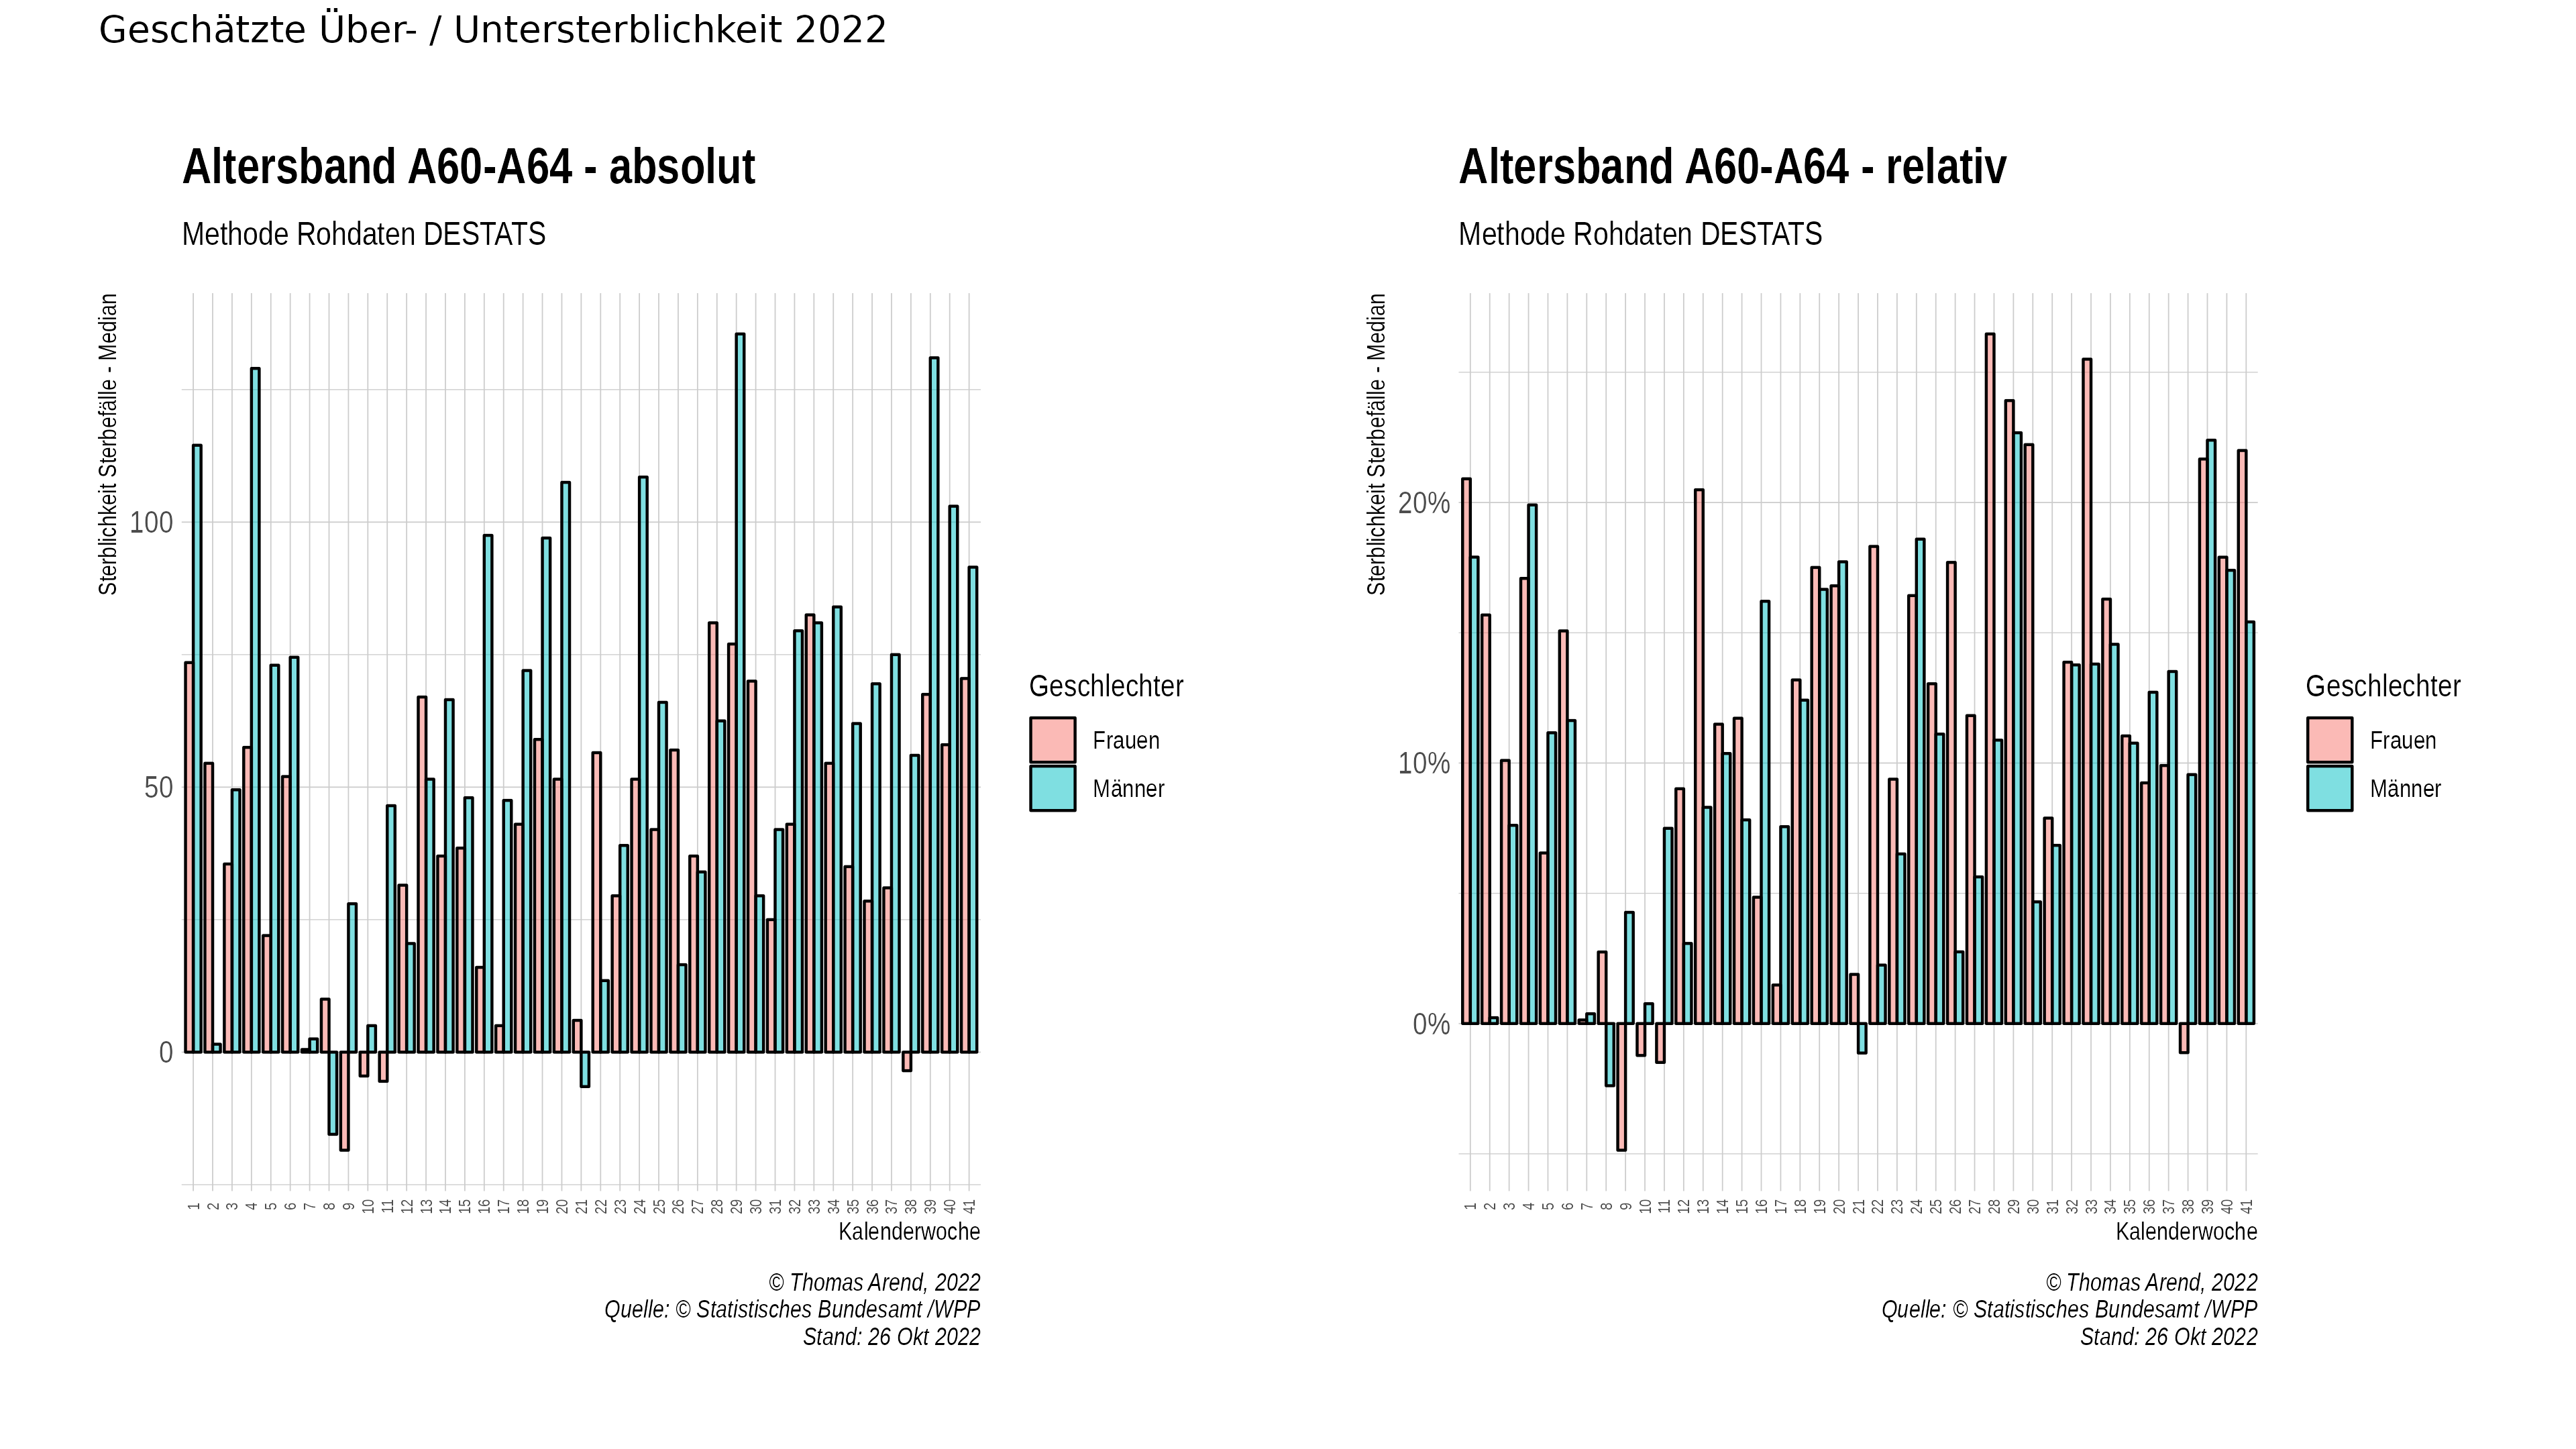 Geschätzte Über- / Untersterblichkeit 2022
Altersband A60-A64 - absolut
Methode Rohdaten DESTATS
Sterblichkeit Sterbefälle - Median
100
50
0
1 2 3 4 5 6 7 8 9 10 11 12 13 14 15 16 17 18 19 20 21 22 23 24 25 26 27 28 29 30 31 32 33 34 35 36 37 38 39 40 41
Kalenderwoche
Geschlechter
Frauen
Männer
© Thomas Arend, 2022
Quelle: © Statistisches Bundesamt /WPP
Stand: 26 Okt 2022
Altersband A60-A64 - relativ
Methode Rohdaten DESTATS
Sterblichkeit Sterbefälle - Median
20%
10%
0%
1 2 3 4 5 6 7 8 9 10 11 12 13 14 15 16 17 18 19 20 21 22 23 24 25 26 27 28 29 30 31 32 33 34 35 36 37 38 39 40 41
Kalenderwoche
Geschlechter
Frauen
Männer
© Thomas Arend, 2022
Quelle: © Statistisches Bundesamt /WPP
Stand: 26 Okt 2022